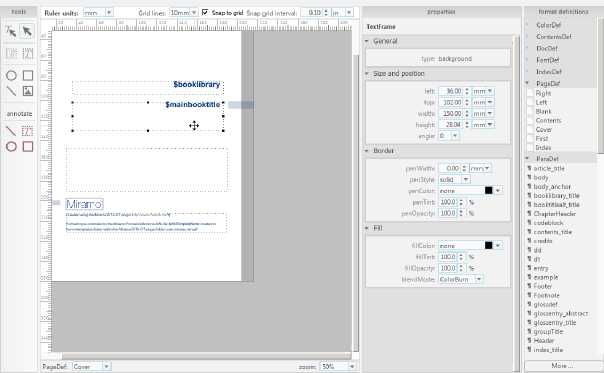 tools
Ruler units: mm Grid lines: 10mm Snap to grid Snap grid interval: 0.10
properties
format definitions
TextFrame
General
type: background
Size and position
left: 36.00 mm
top: 102.00 mm
width: 150.00 mm
height: 28.04 mm
angle: 0
Border
penWidth: 0.00 mm
penStyle: solid
penColor: none
penTint: 100.0 %
penOpacity: 100.0 %
Fill
fillColor: none
fillTint: 100.0 %
fillOpacity: 100.0 %
blendMode: ColorBurn
annotate
$booklibrary
$mainbooktitle
Miramo
PageDef: Cover
zoom: 50%
ColorDef
ContentsDef
DocDef
FontDef
IndexDef
PageDef
Right
Left
Blank
Contents
Cover
First
Index
ParaDef
article_title
body
body_anchor
booklibrary_title
booktitlealt_title
ChapterHeader
codeblock
contents_title
credits
dd
dt
entry
example
Footer
Footnote
glossdef
glossentry_abstract
glossentry_title
groupTitle
Header
index_title
More ...